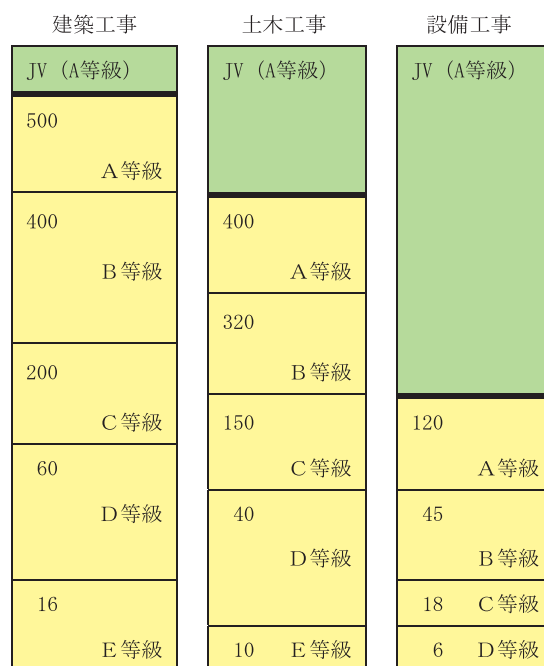 建築工事
JV（A等級）
500
A等級
400
B等級
200
C等級
60
D等級
16
E等級
土木工事
JV（A等級）
400
A等級
320
B等級
150
C等級
40
D等級
10 E等級
設備工事
JV（A等級）
120
A等級
45
B等級
18 C等級
6 D等級